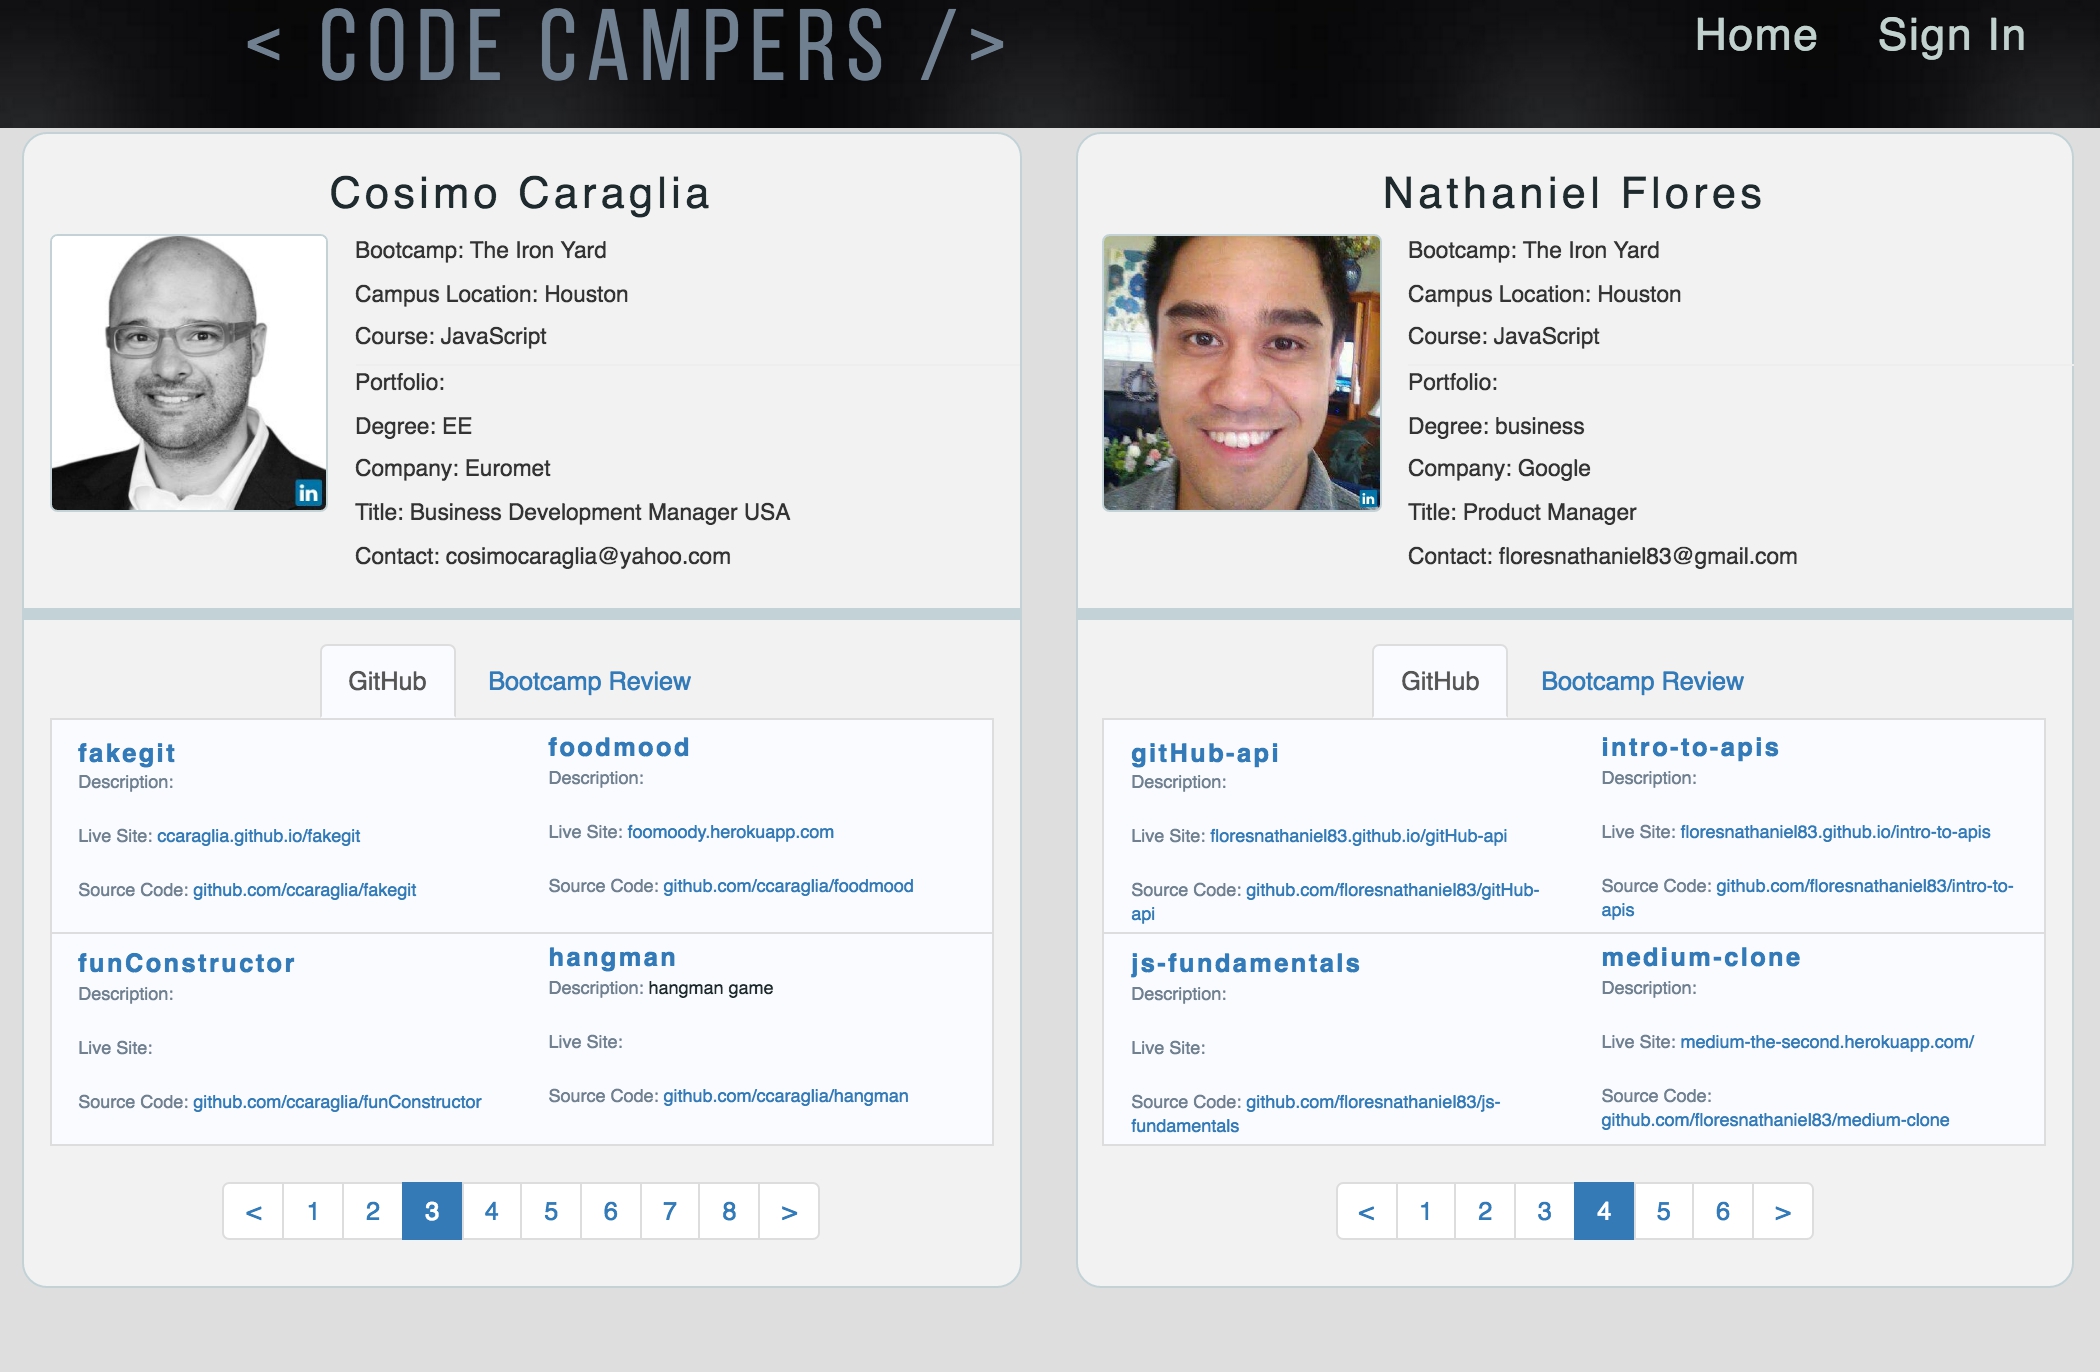 < CODE CAMPERS />
Home Sign In
Cosimo Caraglia
Bootcamp: The Iron Yard
Campus Location: Houston
Course: JavaScript
Portfolio:
Degree: EE
Company: Euromet
Title: Business Development Manager USA
Contact: cosimocaraglia@yahoo.com
in
GitHub Bootcamp Review
fakegit
Description:
Live Site: ccaraglia.github.io/fakegit
Source Code: github.com/ccaraglia/fakegit
foodmood
Description:
Live Site: foomoody.herokuapp.com
Source Code: github.com/ccaraglia/foodmood
funConstructor
Description:
Live Site:
Source Code: github.com/ccaraglia/funConstructor
hangman
Description: hangman game
Live Site:
Source Code: github.com/ccaraglia/hangman
< 1 2 3 4 5 6 7 8 >
Nathaniel Flores
Bootcamp: The Iron Yard
Campus Location: Houston
Course: JavaScript
Portfolio:
Degree: business
Company: Google
Title: Product Manager
Contact: floresnathaniel83@gmail.com
in
GitHub Bootcamp Review
gitHub-api
Description:
Live Site: floresnathaniel83.github.io/gitHub-api
Source Code: github.com/floresnathaniel83/gitHub-
api
intro-to-apis
Description:
Live Site: floresnathaniel83.github.io/intro-to-apis
Source Code: github.com/floresnathaniel83/intro-to-
apis
js-fundamentals
Description:
Live Site:
Source Code: github.com/floresnathaniel83/js-
fundamentals
medium-clone
Description:
Live Site: medium-the-second.herokuapp.com/
Source Code:
github.com/floresnathaniel83/medium-clone
< 1 2 3 4 5 6 >